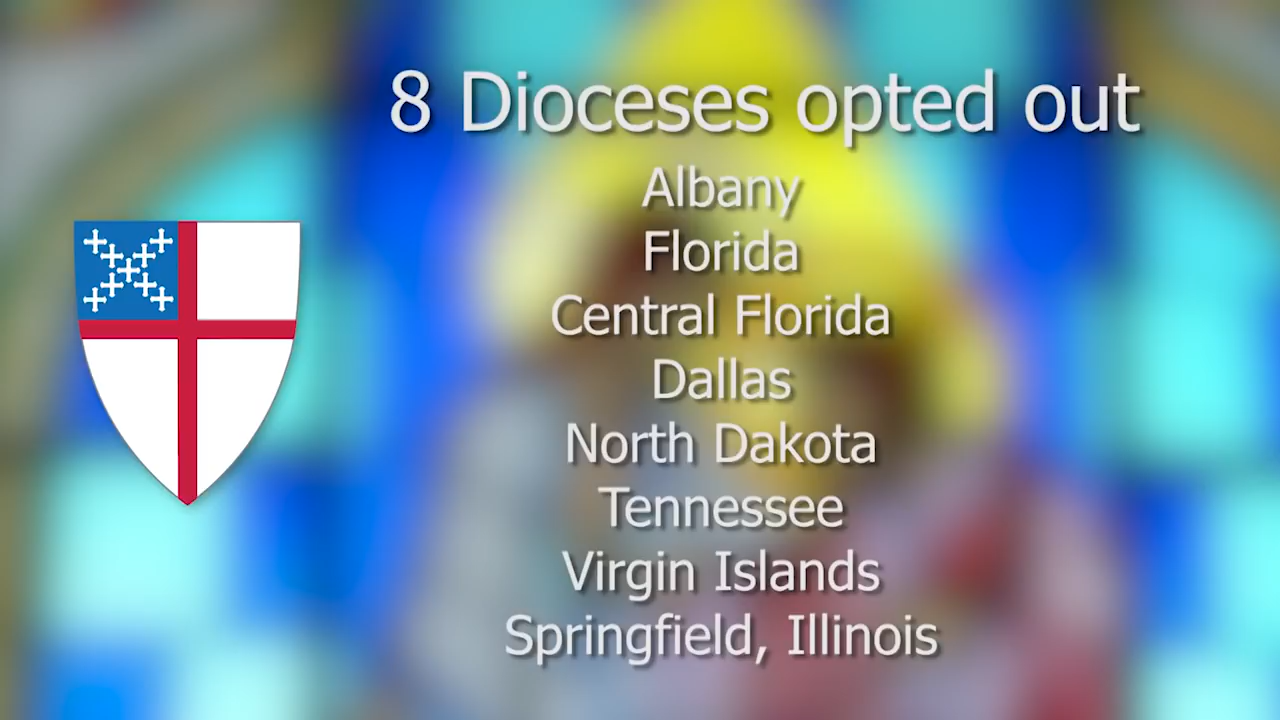 8 Dioceses opted out
Albany
Florida
Central Florida
Dallas
North Dakota
Tennessee
Virgin Islands
Springfield, Illinois